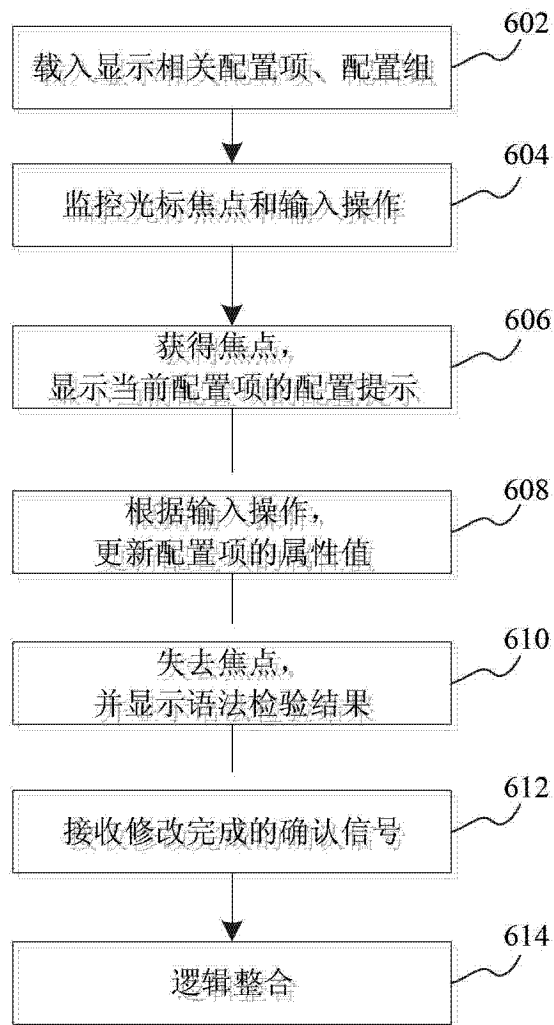 602
载入显示相关配置项、配置组
604
监控光标焦点和输入操作
606
获得焦点，
显示当前配置项的配置提示
608
根据输入操作，
更新配置项的属性值
610
失去焦点，
并显示语法检验结果
612
接收修改完成的确认信号
614
逻辑整合